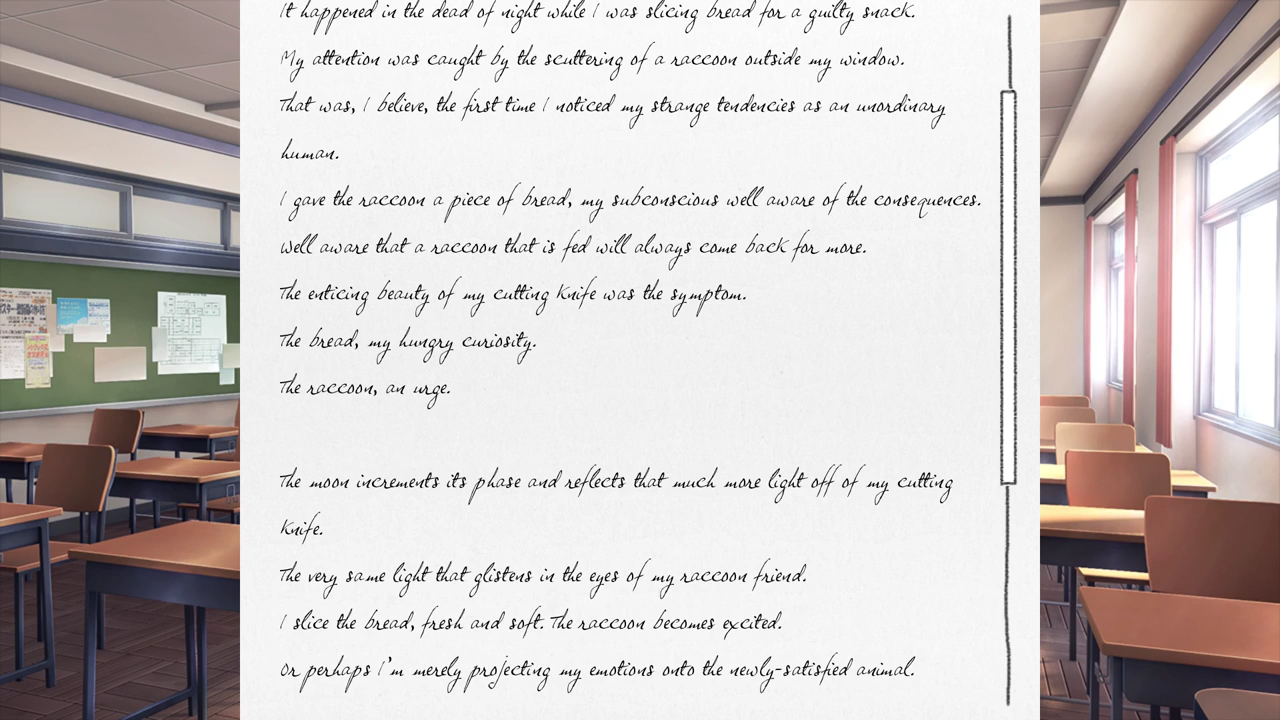 It happened in the dead of night while I was slicing bread for a guilty snack.
My attention was caught by the scuttering of a raccoon outside my window.
That was, I believe, the first time I noticed my strange tendencies as an unordinary
human.
I gave the raccoon a piece of bread, my subconscious well aware of the consequences.
Well aware that a raccoon that is fed will always come back for more.
The enticing beauty of my cutting knife was the symptom.
The bread, my hungry curiosity.
The raccoon, an urge.
The moon increments its phase and reflects that much more light off of my cutting
knife.
The very same light that glistens in the eyes of my raccoon friend.
I slice the bread, fresh and soft. The raccoon becomes excited.
Or perhaps I'm merely projecting my emotions onto the newly-satisfied animal.